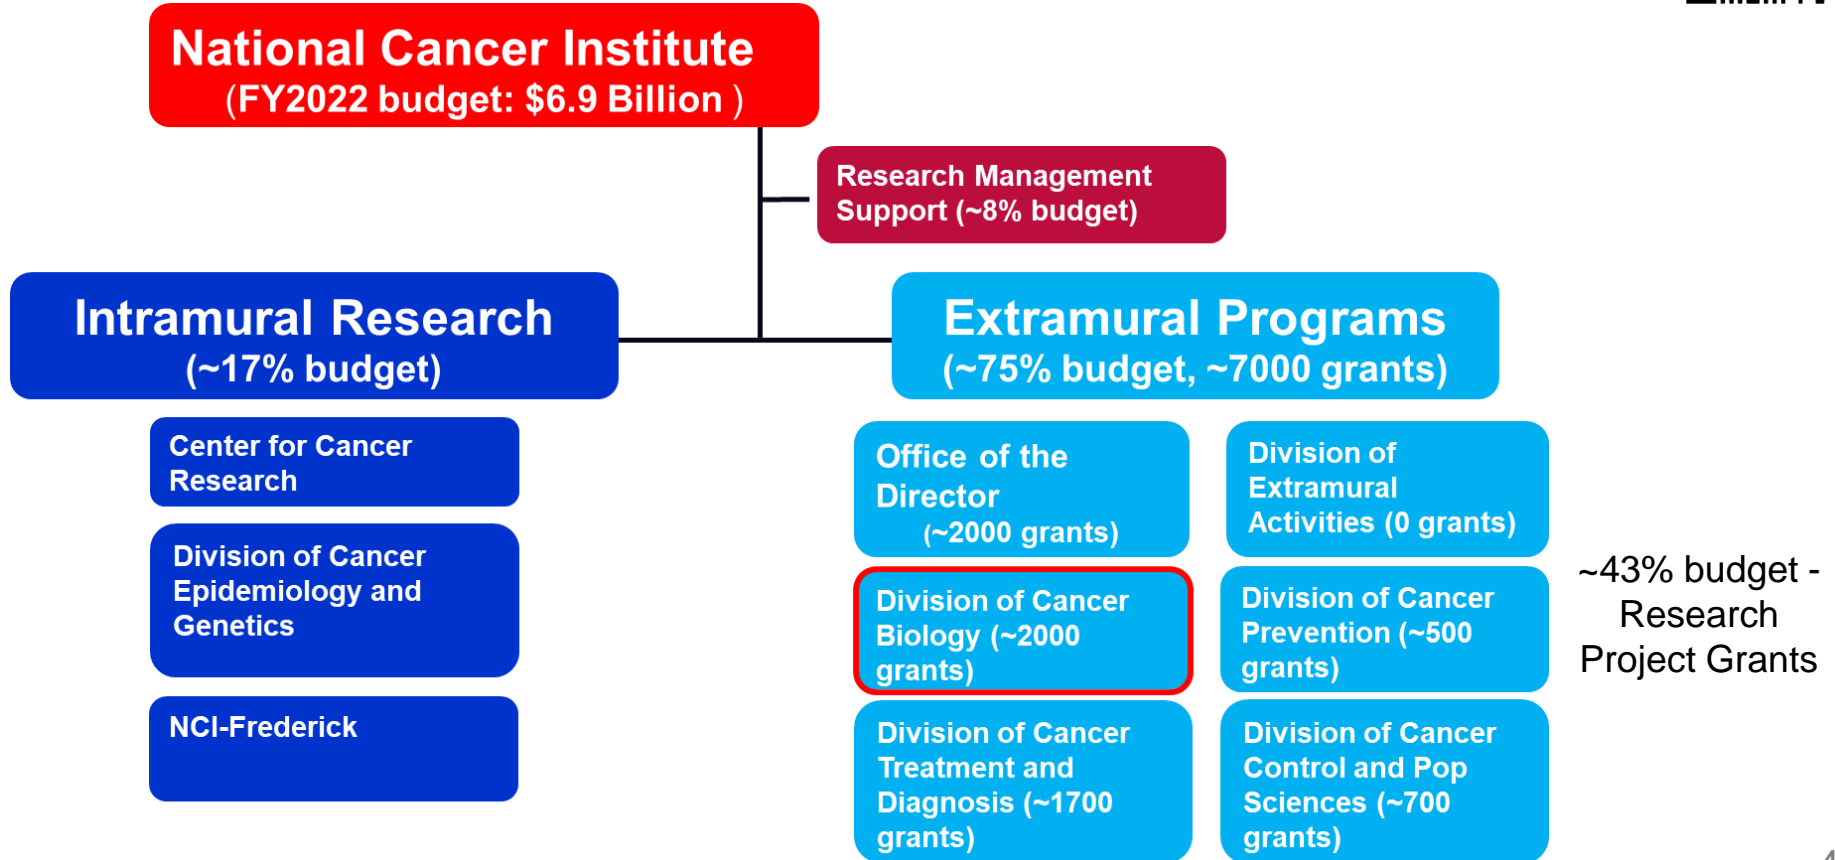 National Cancer Institute
(FY2022 budget: $6.9 Billion )
Research Management
Support (~8% budget)
Intramural Research
(~17% budget)
Extramural Programs
(~75% budget, ~7000 grants)
Center for Cancer
Research
Division of Cancer
Epidemiology and
Genetics
NCI-Frederick
Office of the
Director
(~2000 grants)
Division of
Extramural
Activities (0 grants)
Division of Cancer
Biology (~2000
grants)
Division of Cancer
Prevention (~500
grants)
Division of Cancer
Treatment and
Diagnosis (~1700
grants)
Division of Cancer
Control and Pop
Sciences (~700
grants)
~43% budget -
Research
Project Grants